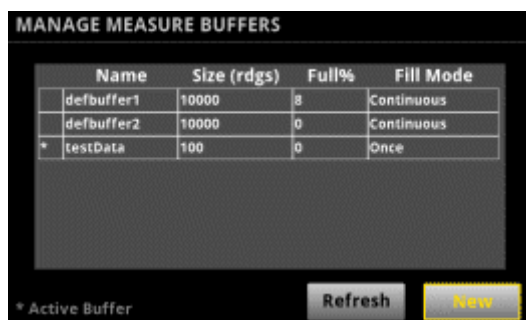 MANAGE MEASURE BUFFERS
Name Size (rdgs) Full% Fill Mode
defbuffer1 10000 8 Continuous
defbuffer2 10000 0 Continuous
* testData 100 0 Once
* Active Buffer Refresh New